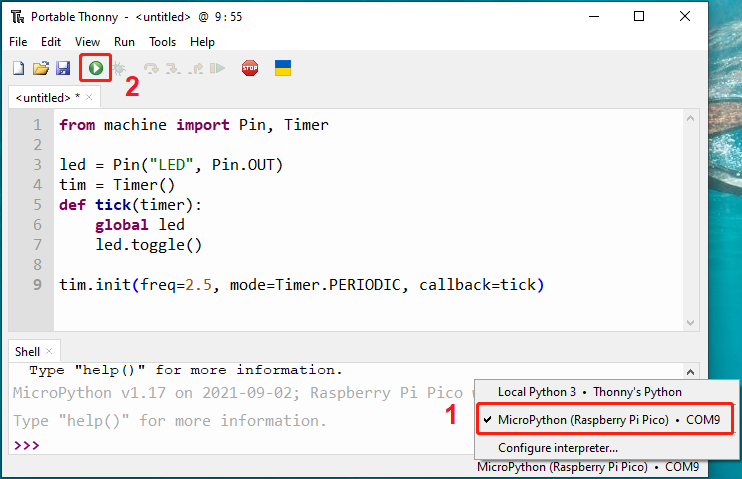 Portable Thonny - <untitled> @ 9:55
File Edit View Run Tools Help
STOP
2
<untitled> *
1 from machine import Pin, Timer
2
3 led = Pin("LED", Pin.OUT)
4 tim = Timer()
5 def tick(timer):
6     global led
7     led.toggle()
8
9 tim.init(freq=2.5, mode=Timer.PERIODIC, callback=tick)
Shell
Type "help()" for more information.
MicroPython v1.17 on 2021-09-02; Raspberry Pi Pico
Type "help()" for more information.
>>>
1
Local Python 3 • Thonny's Python
✓ MicroPython (Raspberry Pi Pico) • COM9
Configure interpreter...
MicroPython (Raspberry Pi Pico) • COM9